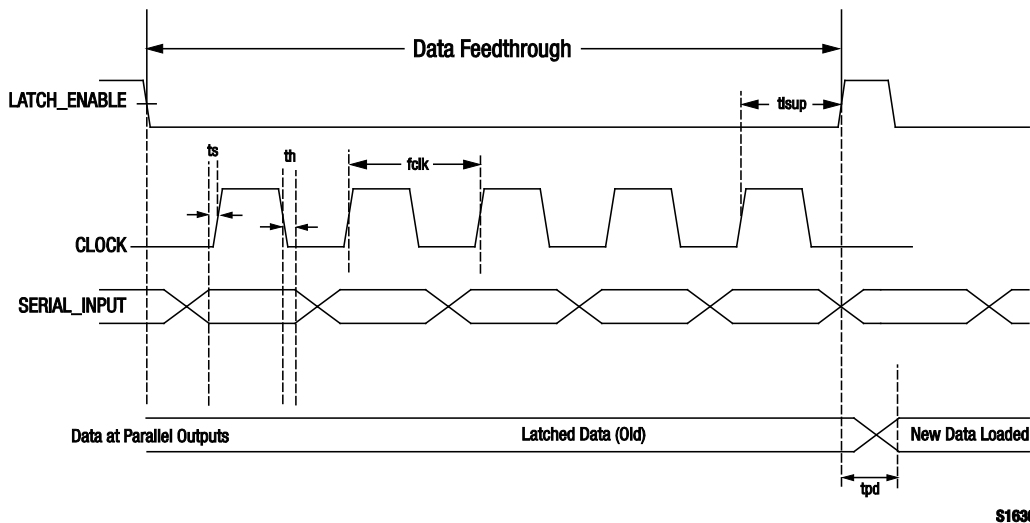 Data Feedthrough
LATCH_ENABLE
tlsup
ts
th
fclk
CLOCK
SERIAL_INPUT
Data at Parallel Outputs
Latched Data (Old)
New Data Loaded
tpd